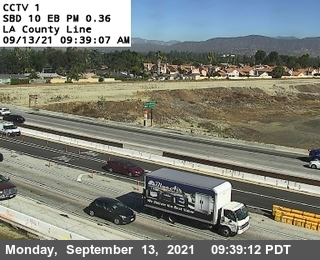 CCTV 1
SBD 10 EB PM 0.36
LA County Line
09/13/21 09:39:07 AM
Monday, September 13, 2021 09:39:12 PDT